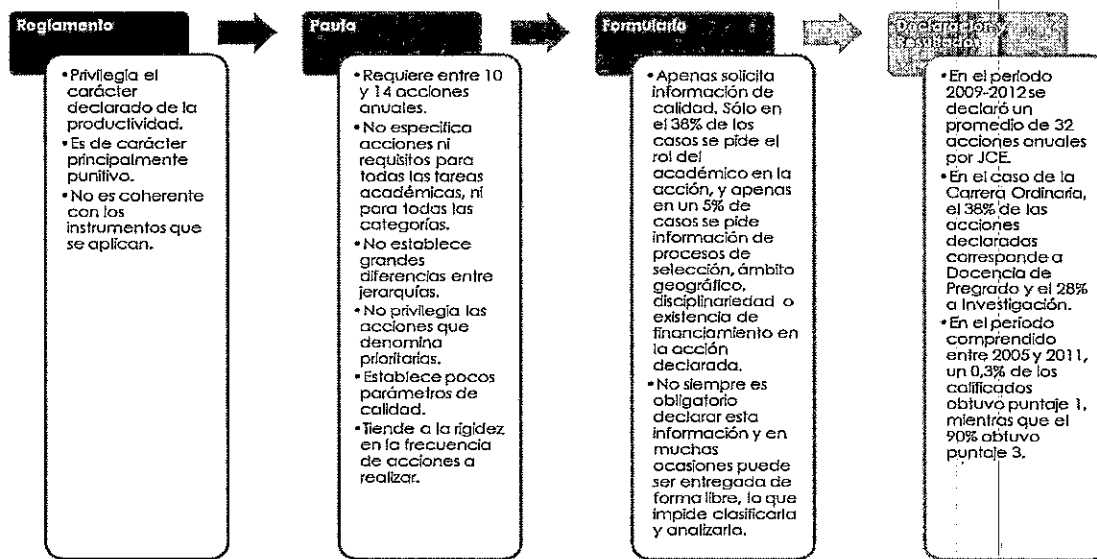 Reglamento
• Privilegia el
carácter
declarado de la
productividad.
• Es de carácter
principalmente
punitivo.
• No es coherente
con los
instrumentos que
se aplican.
Pauta
• Requiere entre 10
y 14 acciones
anuales.
• No especifica
acciones ni
requisitos para
todas las tareas
académicas, ni
para todas las
categorías.
• No establece
grandes
diferencias entre
jerarquías.
• No privilegia las
acciones que
denomina
prioritarias.
• Establece pocos
parámetros de
calidad.
• Tiende a la rigidez
en la frecuencia
de acciones a
realizar.
Formulario
• Apenas solicita
información de
calidad. Sólo en
el 38% de los
casos se pide el
rol del
académico en la
acción, y apenas
en un 5% de
casos se pide
información de
procesos de
selección, ámbito
geográfico,
disciplinariedad o
existencia de
financiamiento en
la acción
declarada.
• No siempre es
obligatorio
declarar esta
información y en
muchas
ocasiones puede
ser entregada de
forma libre, lo que
impide clasificarla
y analizarla.
Declaración y
Resultados
• En el período
2009-2012 se
declaró un
promedio de 32
acciones anuales
por JCE.
• En el caso de la
Carrera Ordinaria,
el 38% de las
acciones
declaradas
corresponde a
Docencia de
Pregrado y el 28%
a Investigación.
• En el período
comprendido
entre 2005 y 2011,
un 0,3% de los
calificados
obtuvo puntaje 1,
mientras que el
90% obtuvo
puntaje 3.